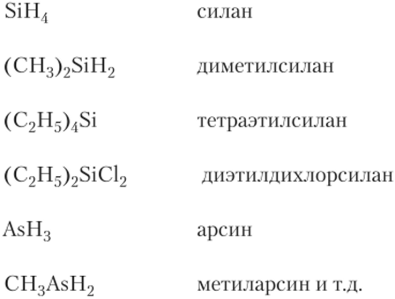 SiH₄ силан
(CH₃)₂SiH₂ диметилсилан
(C₂H₅)₄Si тетраэтилсилан
(C₂H₅)₂SiCl₂ диэтилдихлорсилан
AsH₃ арсин
CH₃AsH₂ метиларсин и т.д.